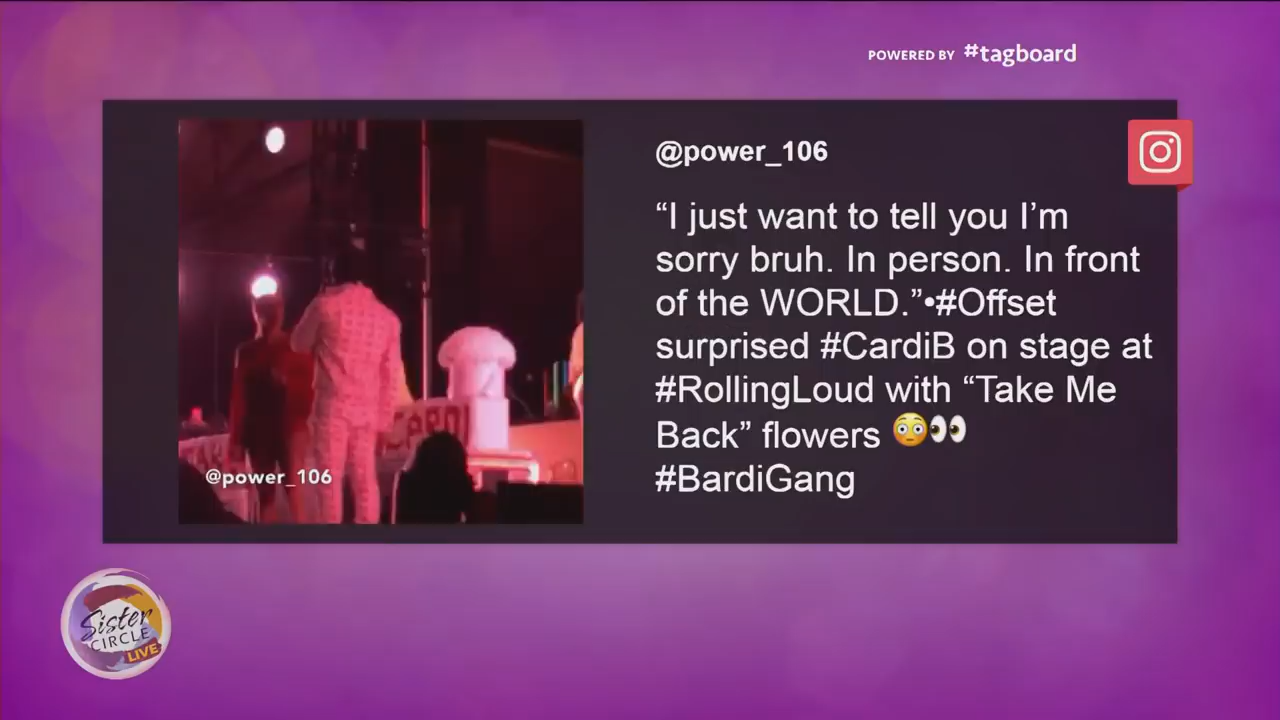 POWERED BY #tagboard
@power_106
“I just want to tell you I’m
sorry bruh. In person. In front
of the WORLD.”•#Offset
surprised #CardiB on stage at
#RollingLoud with “Take Me
Back” flowers 😳👀
#BardiGang
CARDI
@power_106
Sister
CIRCLE
LIVE